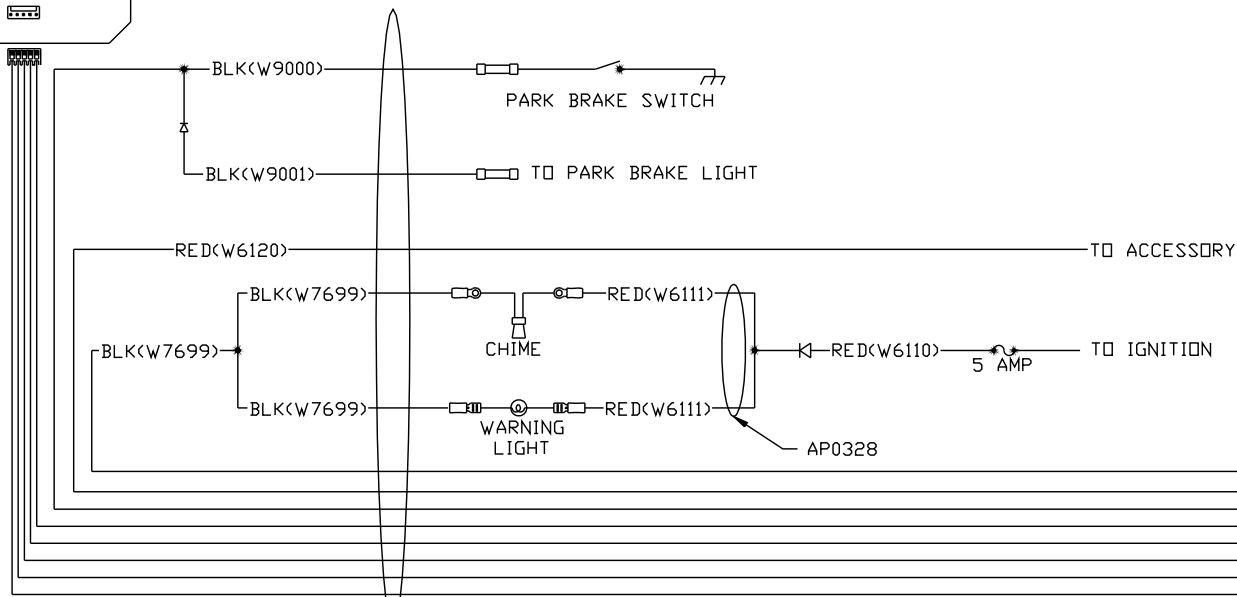 BLK(W9000)
PARK BRAKE SWITCH
BLK(W9001)
TO PARK BRAKE LIGHT
RED(W6120)
TO ACCESSORY
BLK(W7699)
RED(W6111)
CHIME
BLK(W7699)
RED(W6110)
5 AMP
TO IGNITION
BLK(W7699)
RED(W6111)
WARNING
LIGHT
AP0328